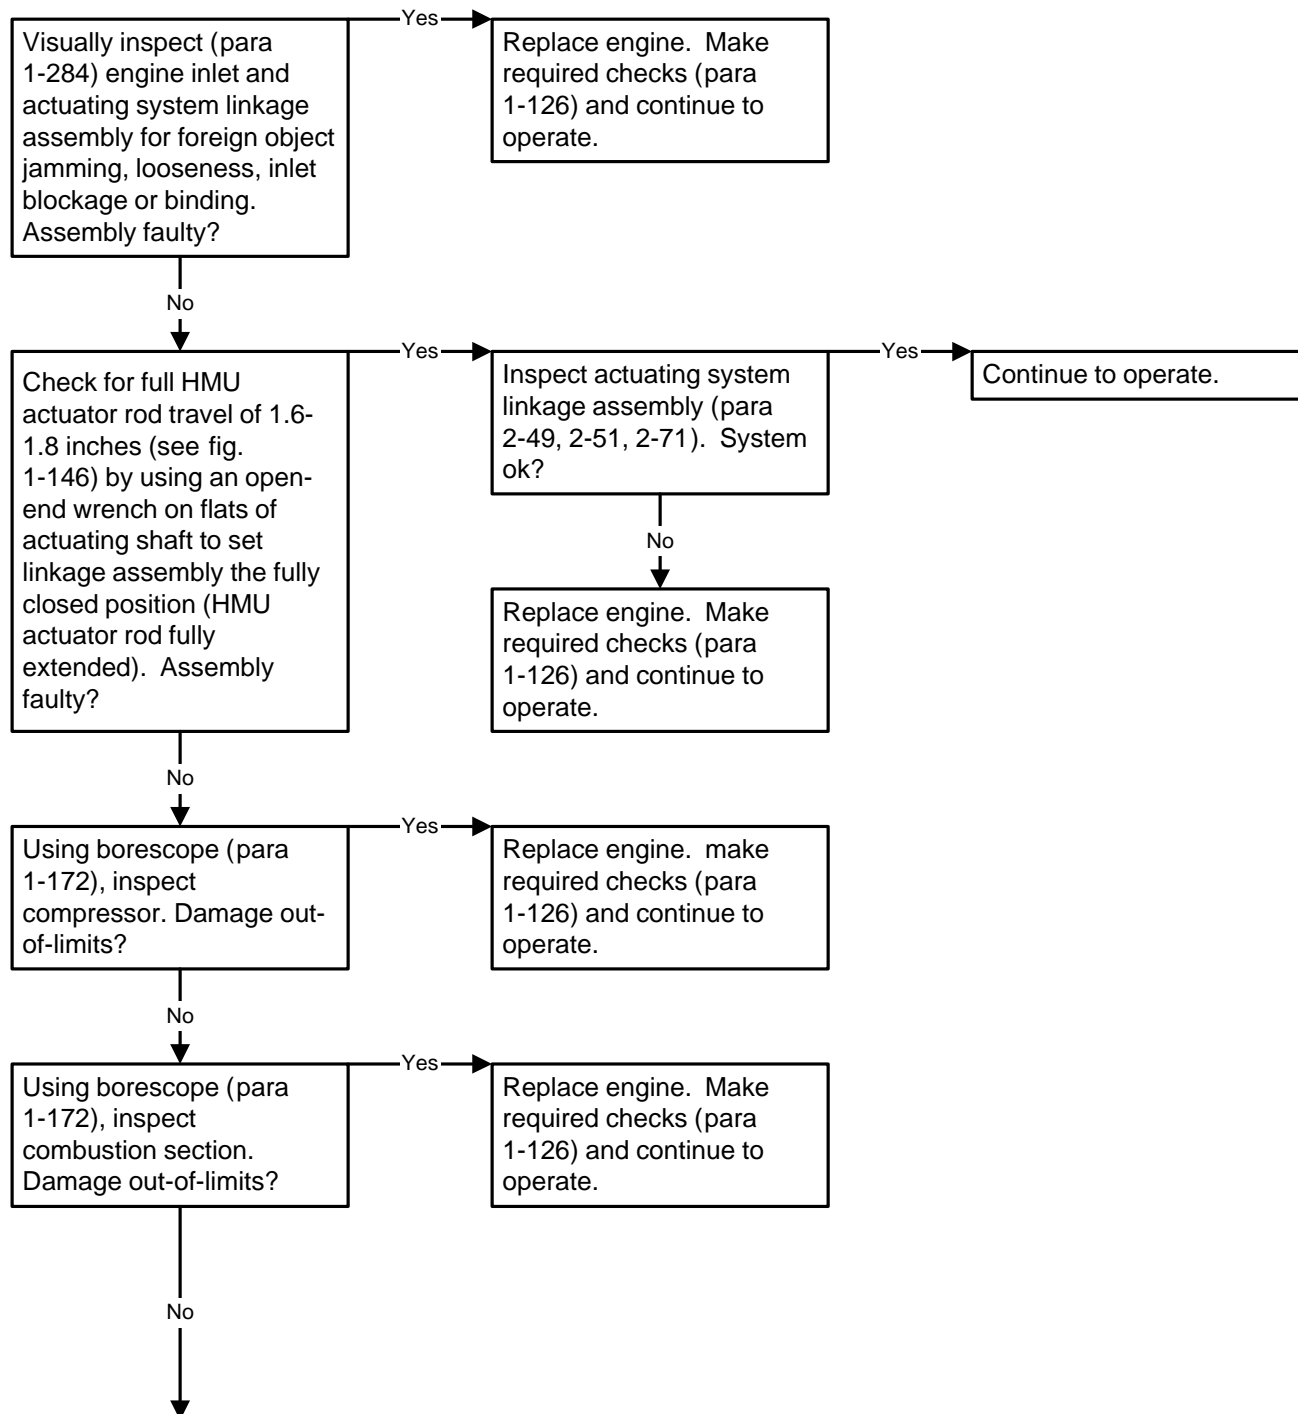 Visually inspect (para
1-284) engine inlet and
actuating system linkage
assembly for foreign object
jamming, looseness, inlet
blockage or binding.
Assembly faulty?
Yes
Replace engine.  Make
required checks (para
1-126) and continue to
operate.
No
Check for full HMU
actuator rod travel of 1.6-
1.8 inches (see fig.
1-146) by using an open-
end wrench on flats of
actuating shaft to set
linkage assembly the fully
closed position (HMU
actuator rod fully
extended).  Assembly
faulty?
Yes
Inspect actuating system
linkage assembly (para
2-49, 2-51, 2-71).  System
ok?
Yes
Continue to operate.
No
Replace engine.  Make
required checks (para
1-126) and continue to
operate.
No
Using borescope (para
1-172), inspect
compressor. Damage out-
of-limits?
Yes
Replace engine.  make
required checks (para
1-126) and continue to
operate.
No
Using borescope (para
1-172), inspect
combustion section.
Damage out-of-limits?
Yes
Replace engine.  Make
required checks (para
1-126) and continue to
operate.
No